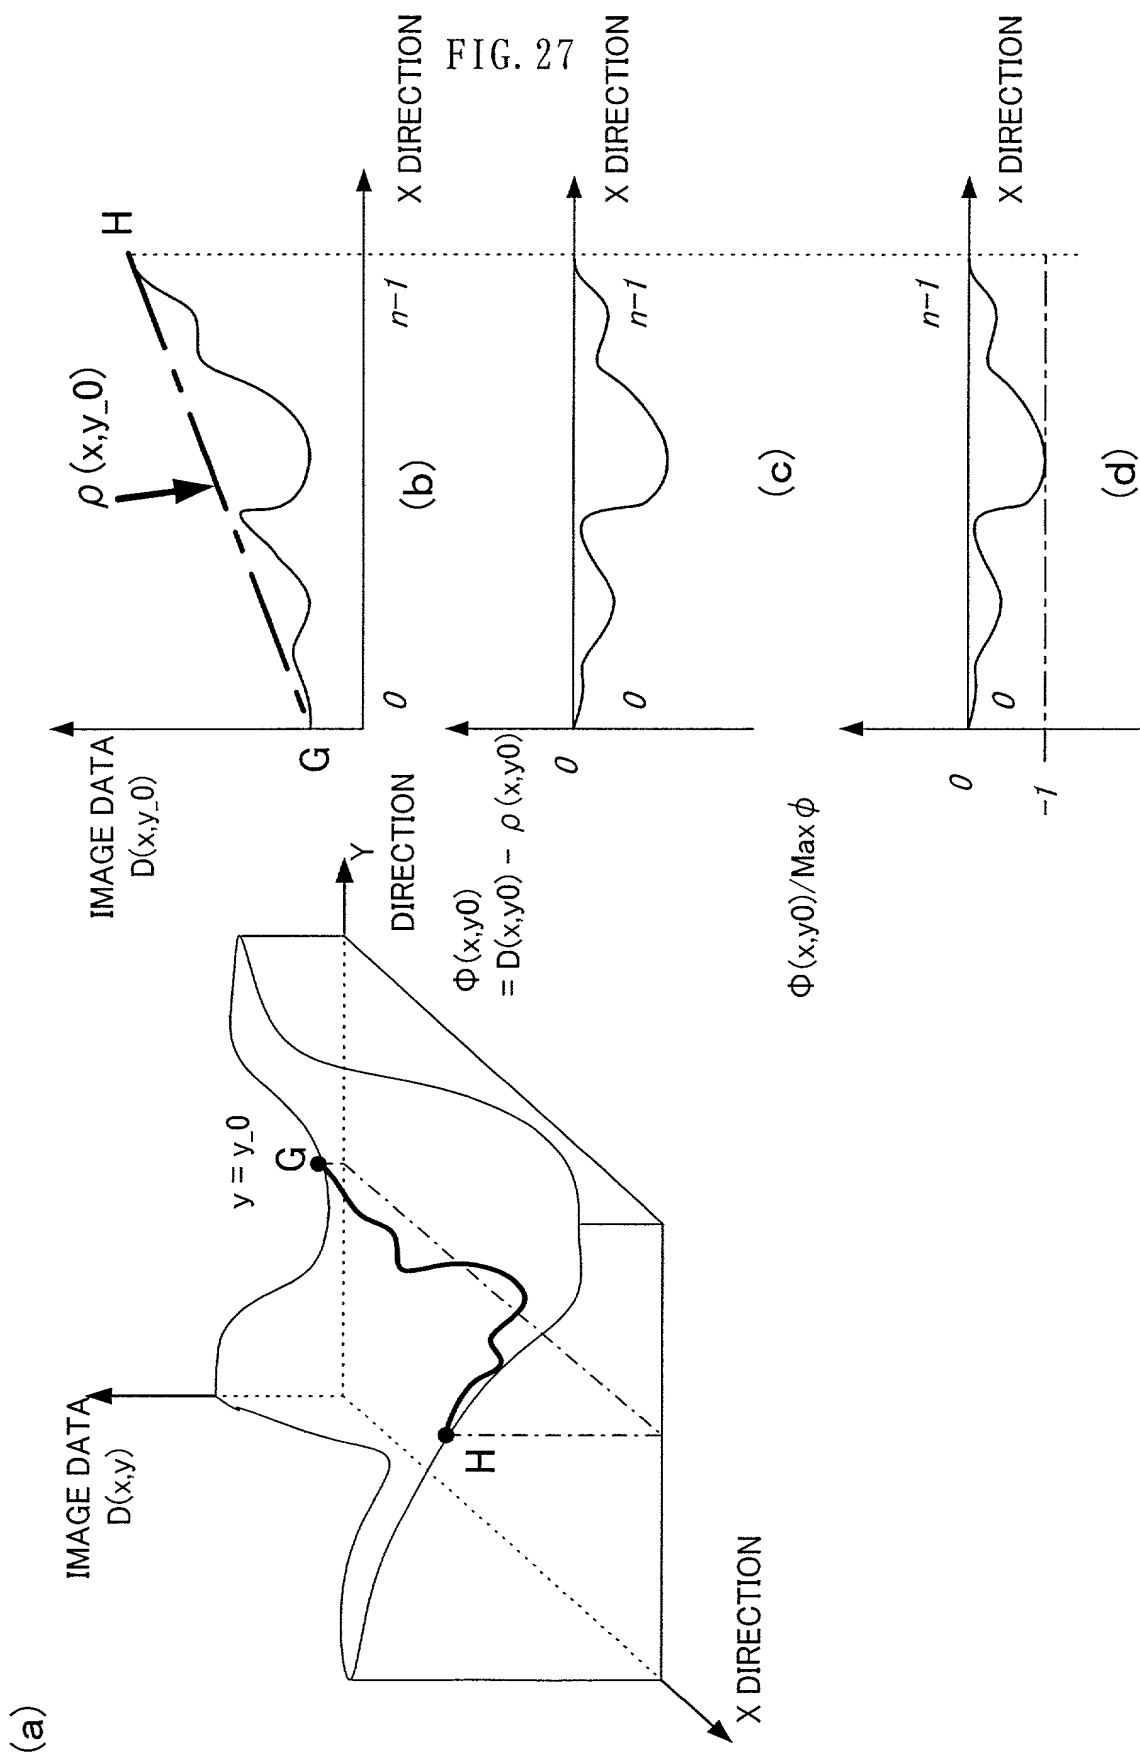 FIG. 27
(a)
IMAGE DATA
D(x,y)
y = y_0
G
H
Y
DIRECTION
X DIRECTION
IMAGE DATA
D(x,y_0)
ρ(x,y_0)
H
G
0
n-1
X DIRECTION
(b)
Φ(x,y0)
= D(x,y0) - ρ(x,y0)
0
0
n-1
X DIRECTION
(c)
Φ(x,y0)/Max φ
0
-1
0
n-1
X DIRECTION
(d)